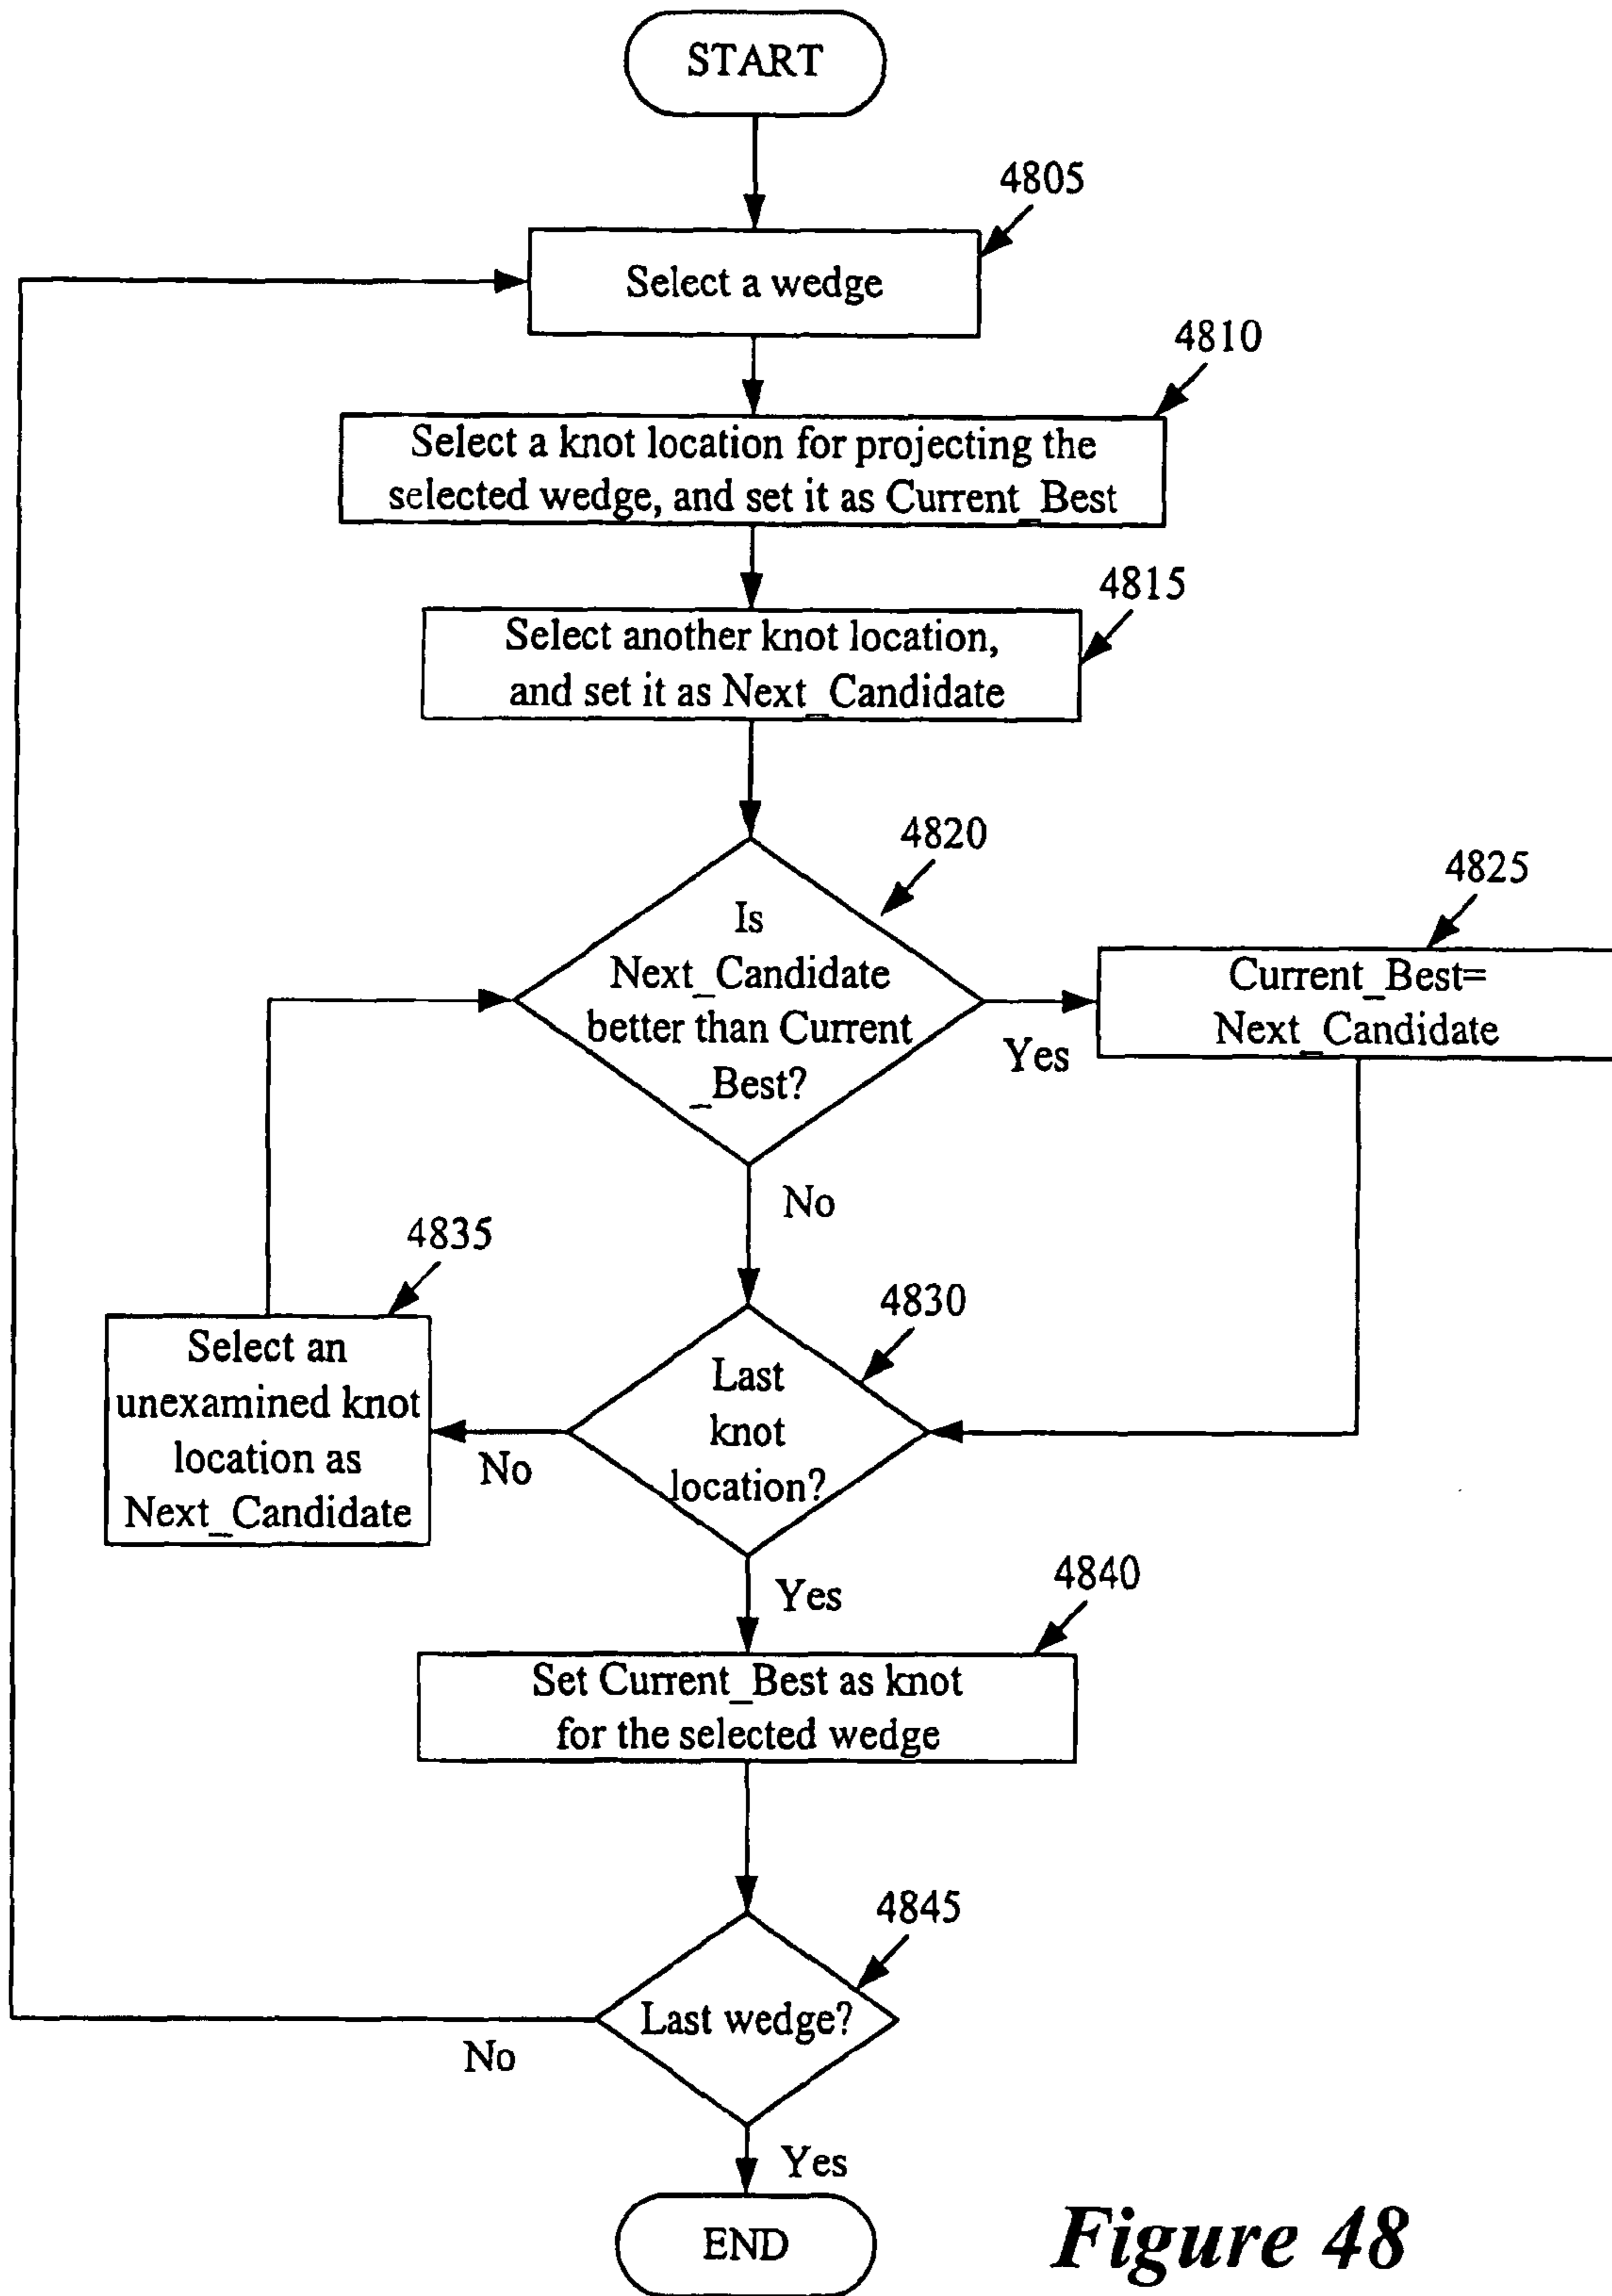 START
4805
Select a wedge
4810
Select a knot location for projecting the
selected wedge, and set it as Current_Best
4815
Select another knot location,
and set it as Next_Candidate
4820
Is
Next_Candidate
better than Current
_Best?
Yes
4825
Current_Best=
Next_Candidate
No
4835
Select an
unexamined knot
location as
Next_Candidate
4830
Last
knot
location?
No
Yes
4840
Set Current_Best as knot
for the selected wedge
4845
Last wedge?
No
Yes
END
Figure 48